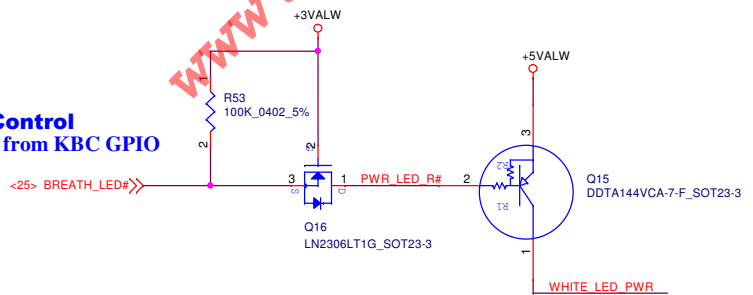 www
+3VALW
+5VALW
1
R53
100K_0402_5%
2
Control
from KBC GPIO
<25> BREATH_LED#
2
G
3
S
1
D
PWR_LED_R#
2
3
R2
R1
Q15
DDTA144VCA-7-F_SOT23-3
Q16
LN2306LT1G_SOT23-3
1
WHITE_LED_PWR